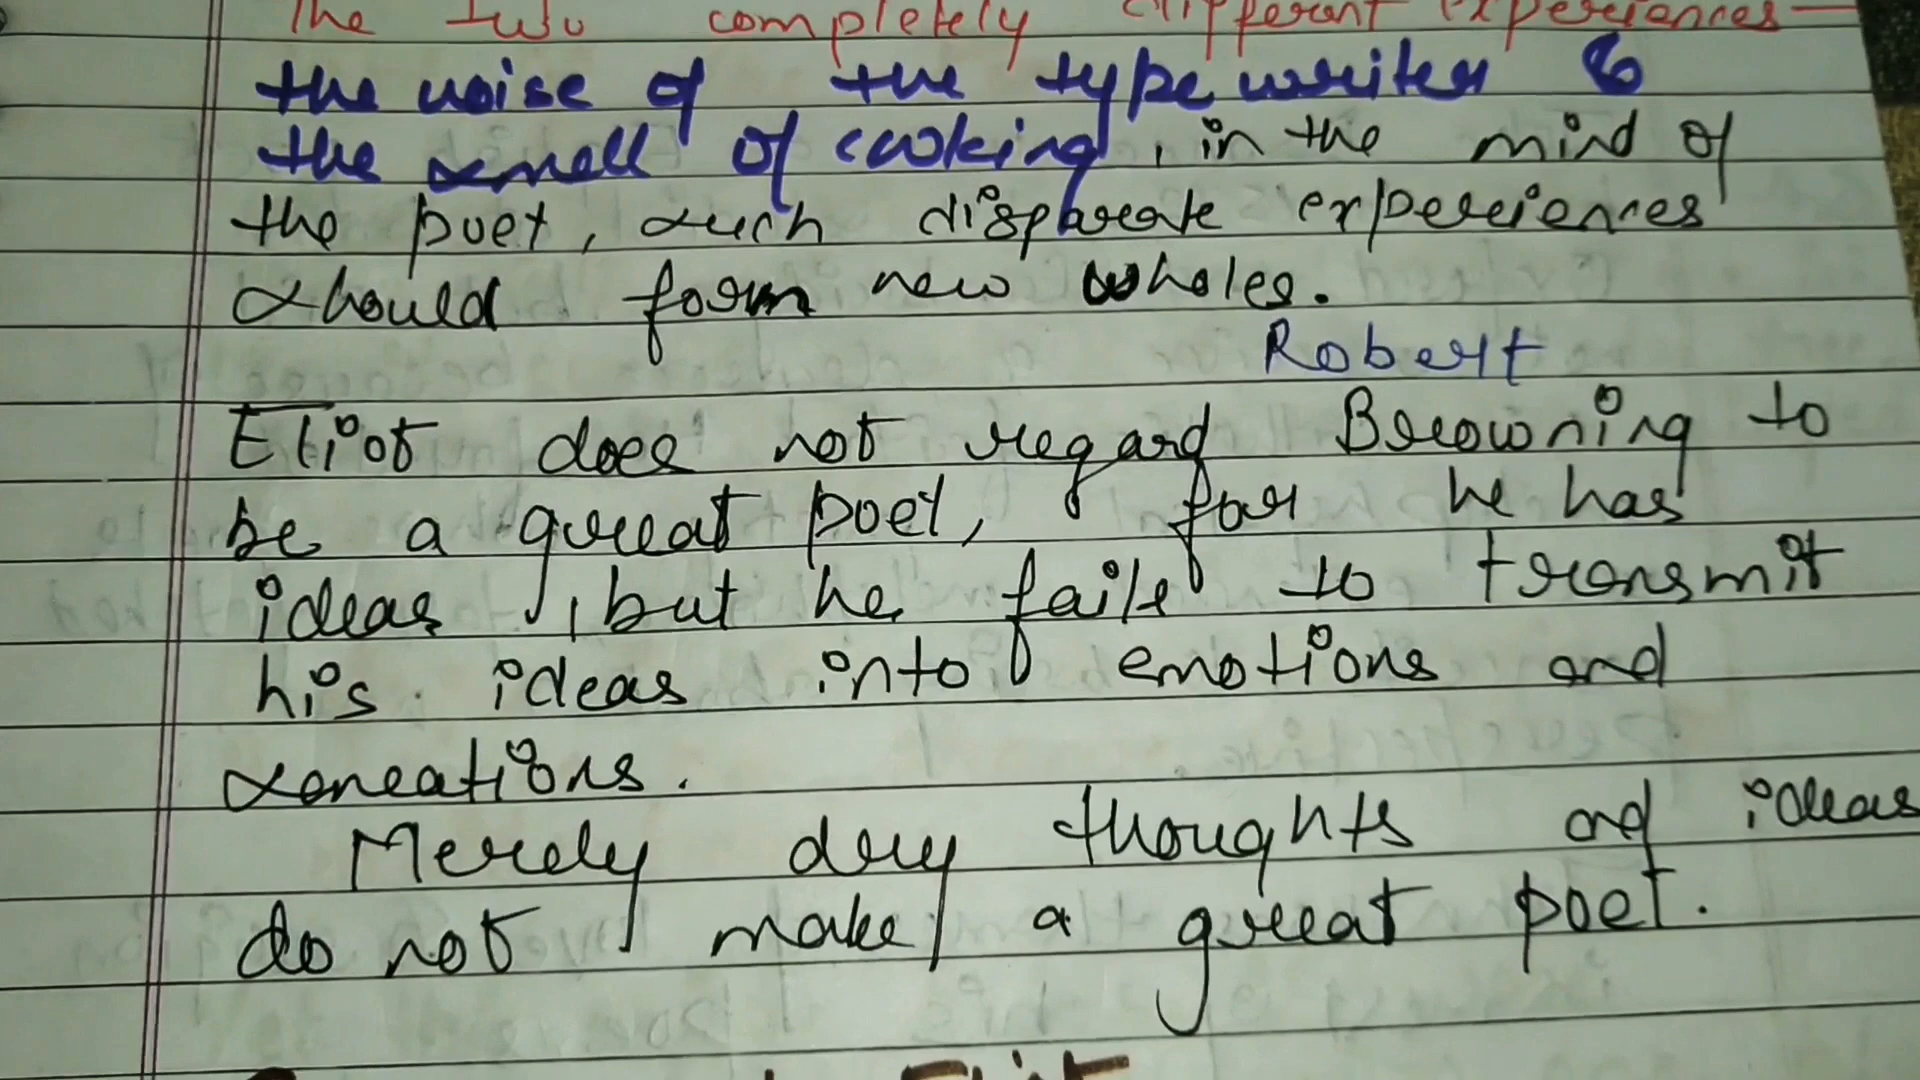 The two completely different experiences—
the noise of the typewriter &
the smell of cooking, in the mind of
the poet, such disparate experiences
should form new wholes.
Robert
Eliot does not regard Browning to
be a great poet, for he has
ideas, but he fails to transmit
his ideas into emotions and
senations.
Merely dry thoughts and ideas
do not make a great poet.